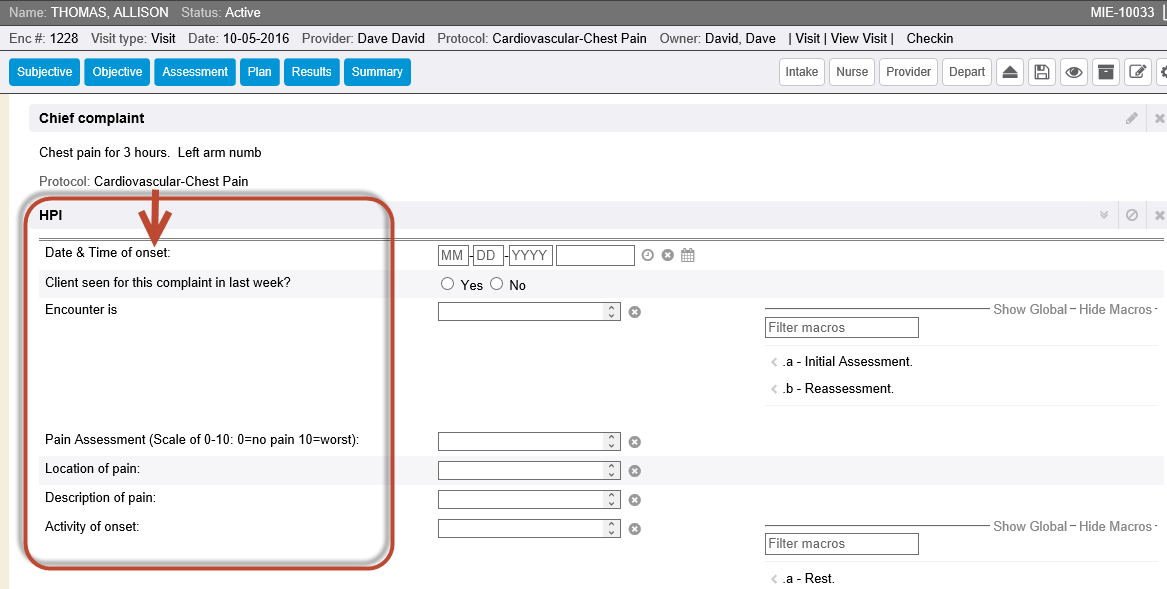 Name: THOMAS, ALLISON Status: Active MIE-10033
Enc #: 1228 Visit type: Visit Date: 10-05-2016 Provider: Dave David Protocol: Cardiovascular-Chest Pain Owner: David, Dave | Visit | View Visit | Checkin
Subjective Objective Assessment Plan Results Summary Intake Nurse Provider Depart
Chief complaint
Chest pain for 3 hours. Left arm numb
Protocol: Cardiovascular-Chest Pain
HPI
Date & Time of onset: MM-DD-YYYY
Client seen for this complaint in last week? Yes No
Encounter is Show Global – Hide Macros -
Filter macros
.a - Initial Assessment.
.b - Reassessment.
Pain Assessment (Scale of 0-10: 0=no pain 10=worst):
Location of pain:
Description of pain:
Activity of onset: Show Global – Hide Macros -
Filter macros
.a - Rest.